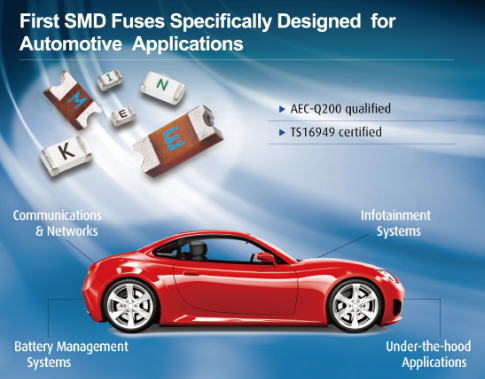 First SMD Fuses Specifically Designed for
Automotive Applications
I
N
M
E
K
E
▶ AEC-Q200 qualified
▶ TS16949 certified
Communications
& Networks
Infotainment
Systems
Battery Management
Systems
Under-the-hood
Applications